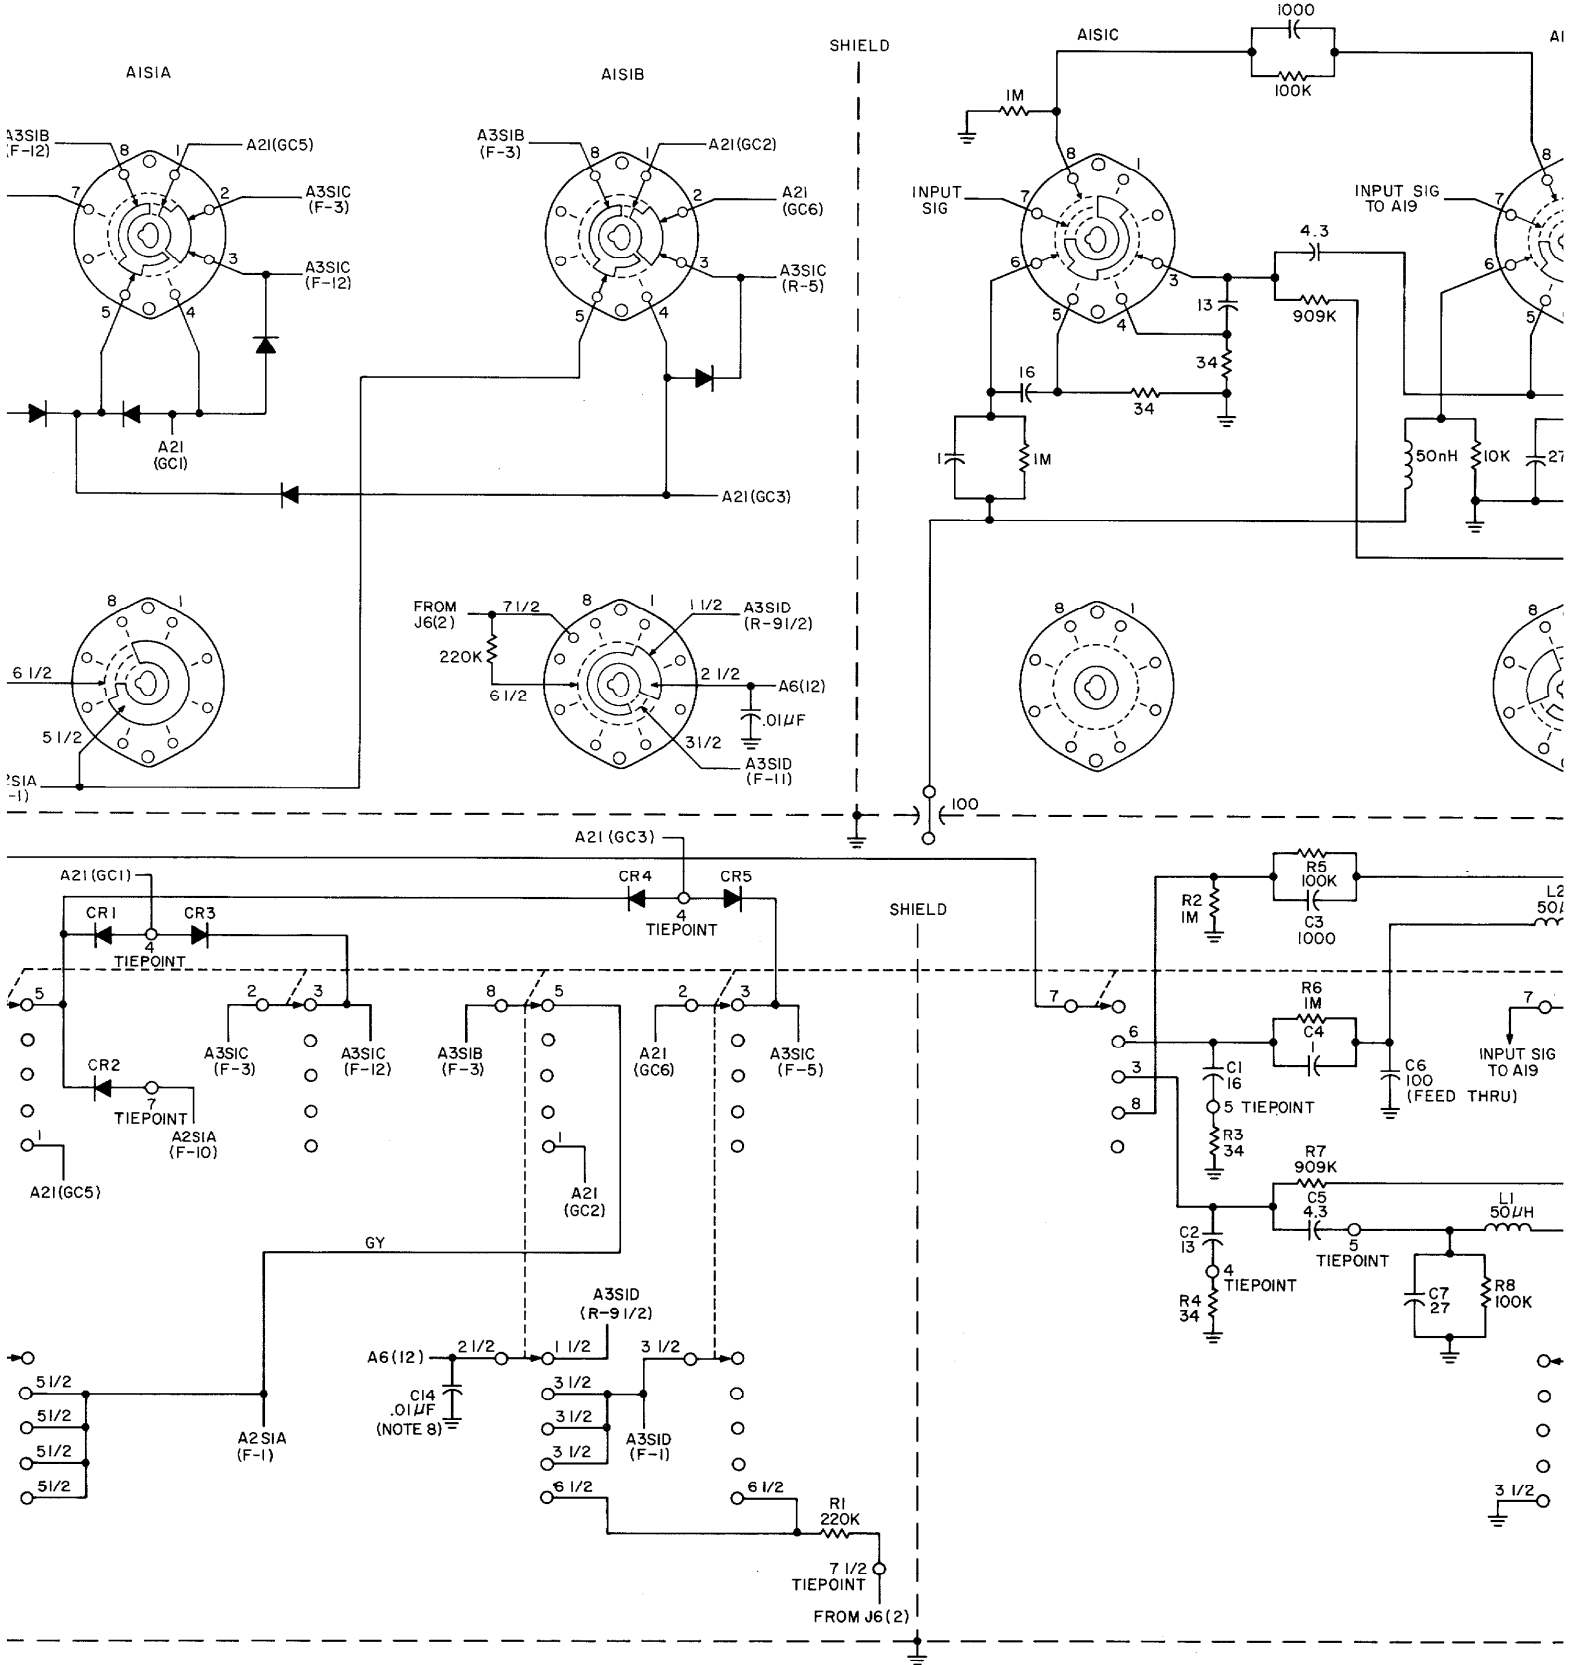 1000
SHIELD
A1S1C
A1
A1S1A
A1S1B
100K
1M
A3S1B
(F-12)
8
1
A21(GC5)
A3S1B
(F-3)
8
1
A21(GC2)
8
1
8
7
2
A3S1C
(F-3)
2
A21
(GC6)
INPUT
SIG
7
INPUT SIG
TO A19
7
4.3
3
A3S1C
(F-12)
3
A3S1C
(R-5)
6
3
6
13
909K
5
4
5
4
5
4
5
34
16
34
A21
(GC1)
1
1M
50nH
10K
27
A21(GC3)
8
1
FROM
J6(2)
7 1/2
8
1
1 1/2
A3S1D
(R-9 1/2)
8
1
8
220K
6 1/2
6 1/2
2 1/2
A6(12)
.01µF
5 1/2
3 1/2
A3S1D
(F-11)
2S1A
-1)
100
A21(GC3)
A21(GC1)
CR4
CR5
R5
100K
R2
1M
C3
1000
L2
50µ
CR1
CR3
4
TIEPOINT
SHIELD
4
TIEPOINT
5
2
3
8
5
2
3
7
R6
1M
7
A3S1C
(F-3)
A3S1C
(F-12)
A3S1B
(F-3)
A21
(GC6)
A3S1C
(F-5)
6
C4
1
INPUT SIG
TO A19
CR2
3
C1
16
C6
100
(FEED THRU)
7
TIEPOINT
8
5 TIEPOINT
A2S1A
(F-10)
1
1
R3
34
R7
909K
A21(GC5)
A21
(GC2)
C5
4.3
L1
50µH
GY
C2
13
5
TIEPOINT
4
TIEPOINT
A3S1D
(R-9 1/2)
R4
34
C7
27
R8
100K
A6(12)
2 1/2
1 1/2
3 1/2
5 1/2
C14
.01µF
(NOTE 8)
3 1/2
5 1/2
3 1/2
A2S1A
(F-1)
A3S1D
(F-1)
5 1/2
3 1/2
5 1/2
6 1/2
6 1/2
3 1/2
R1
220K
7 1/2
TIEPOINT
FROM J6(2)